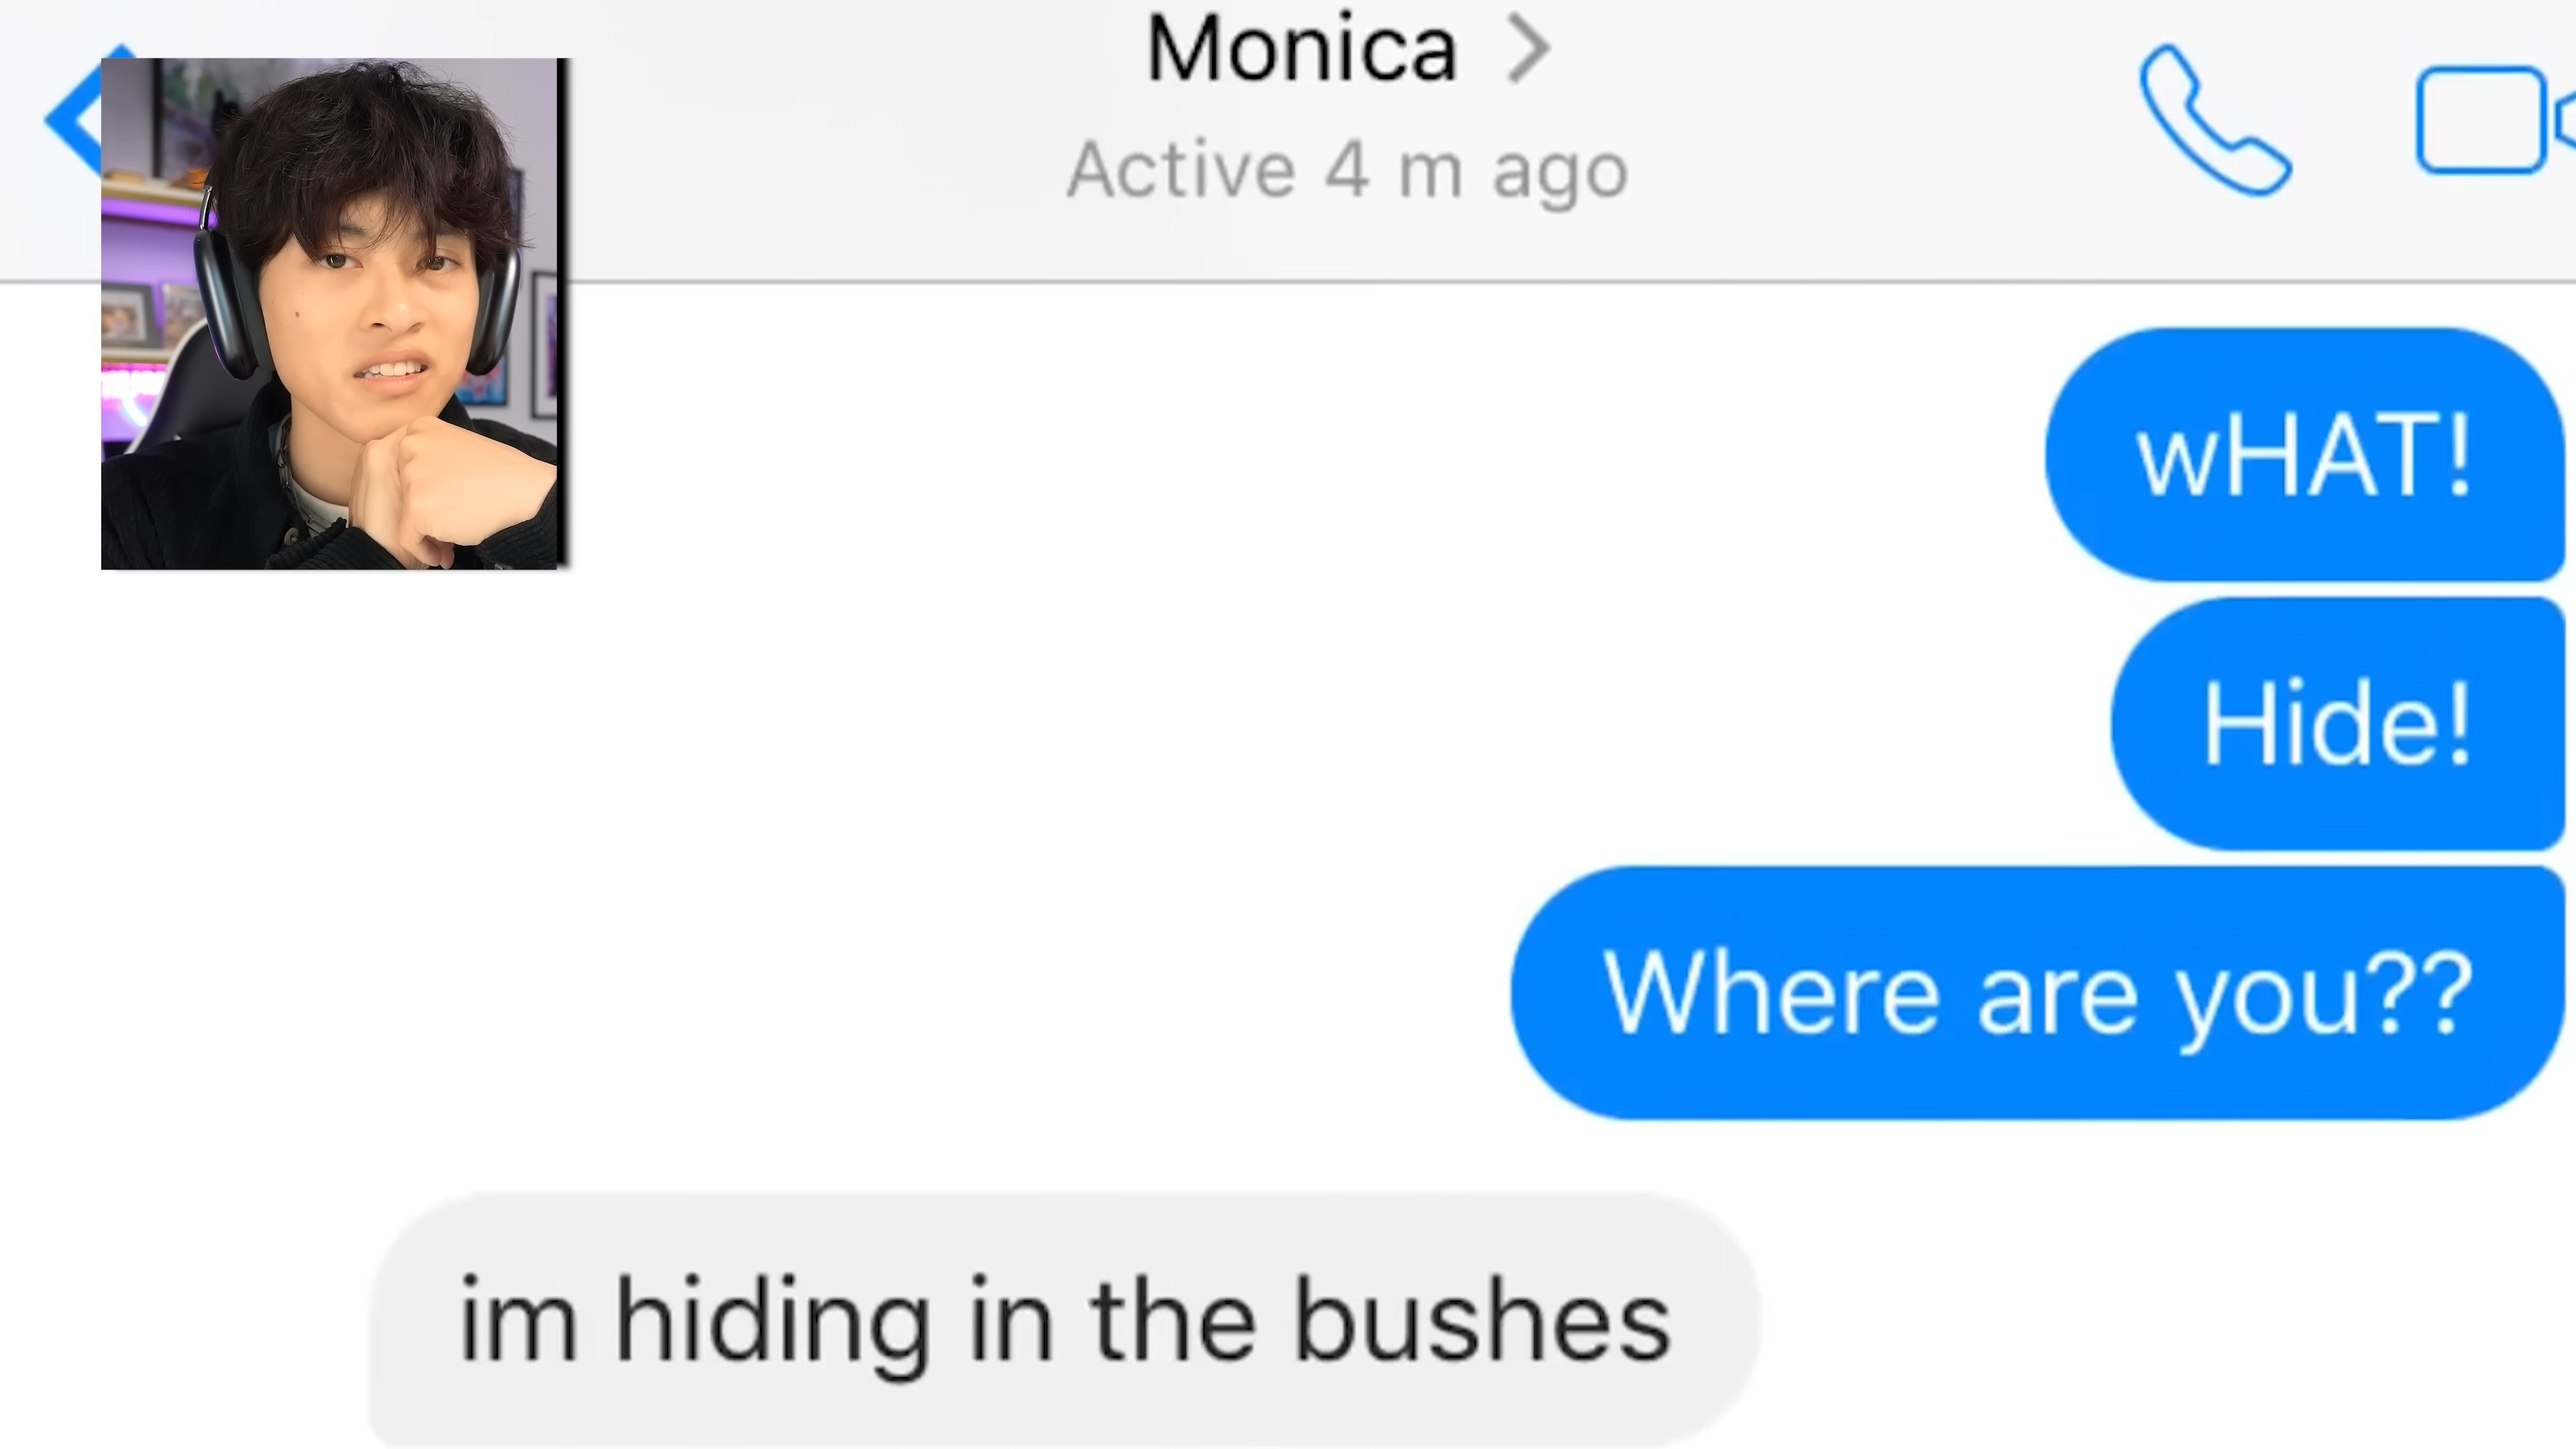 Monica
Active 4 m ago
wHAT!
Hide!
Where are you??
im hiding in the bushes